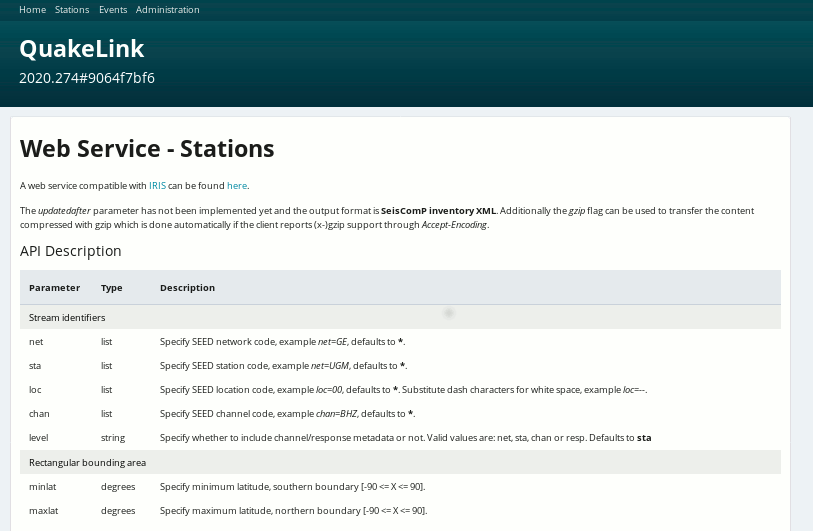 Home Stations Events Administration
QuakeLink
2020.274#9064f7bf6
Web Service - Stations
A web service compatible with IRIS can be found here.
The updatedafter parameter has not been implemented yet and the output format is SeisComP inventory XML. Additionally the gzip flag can be used to transfer the content
compressed with gzip which is done automatically if the client reports (x-)gzip support through Accept-Encoding.
API Description
Parameter Type Description
Stream identifiers
net list Specify SEED network code, example net=GE, defaults to *.
sta list Specify SEED station code, example net=UGM, defaults to *.
loc list Specify SEED location code, example loc=00, defaults to *. Substitute dash characters for white space, example loc=--.
chan list Specify SEED channel code, example chan=BHZ, defaults to *.
level string Specify whether to include channel/response metadata or not. Valid values are: net, sta, chan or resp. Defaults to sta
Rectangular bounding area
minlat degrees Specify minimum latitude, southern boundary [-90 <= X <= 90].
maxlat degrees Specify maximum latitude, northern boundary [-90 <= X <= 90].